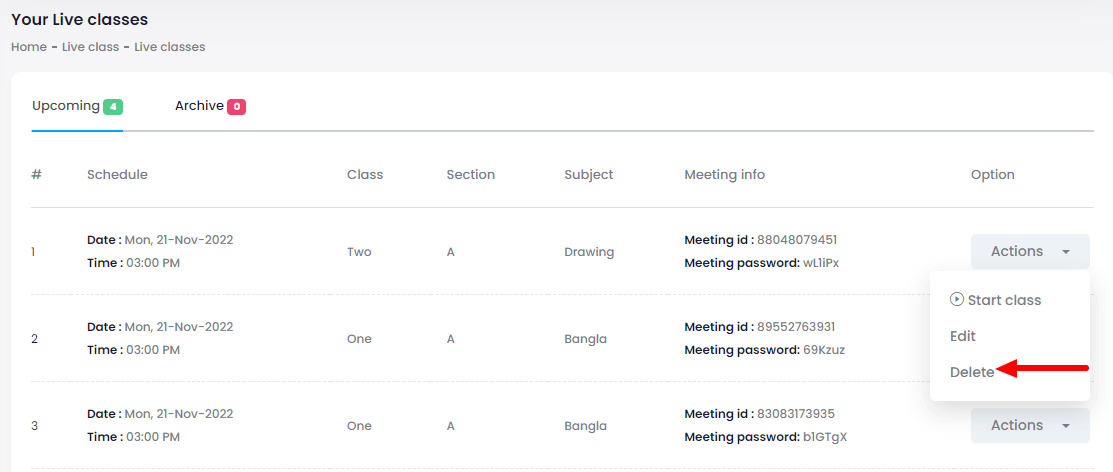 Your Live classes
Home - Live class - Live classes
Upcoming 4 Archive 0
# Schedule Class Section Subject Meeting info Option
Date : Mon, 21-Nov-2022 Meeting id : 88048079451
1 Two A Drawing Actions
Time : 03:00 PM Meeting password: wL1iPx
Start class
Date : Mon, 21-Nov-2022 Meeting id : 89552763931
2 One A Bangla Edit
Time : 03:00 PM Meeting password: 69Kzuz
Delete
Date : Mon, 21-Nov-2022 Meeting id : 83083173935
3 One A Bangla Actions
Time : 03:00 PM Meeting password: b1GTgX